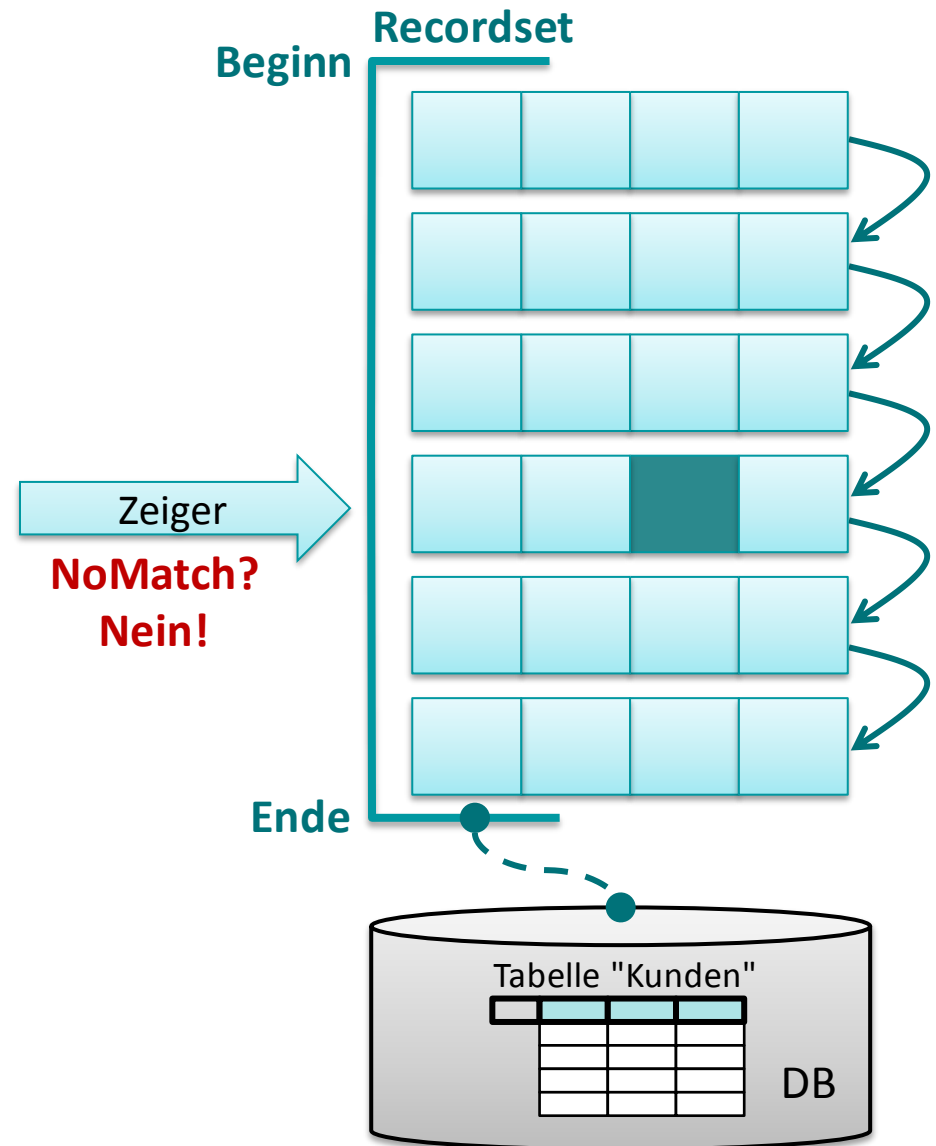 Recordset
Beginn
Zeiger
NoMatch?
Nein!
Ende
Tabelle "Kunden"
DB